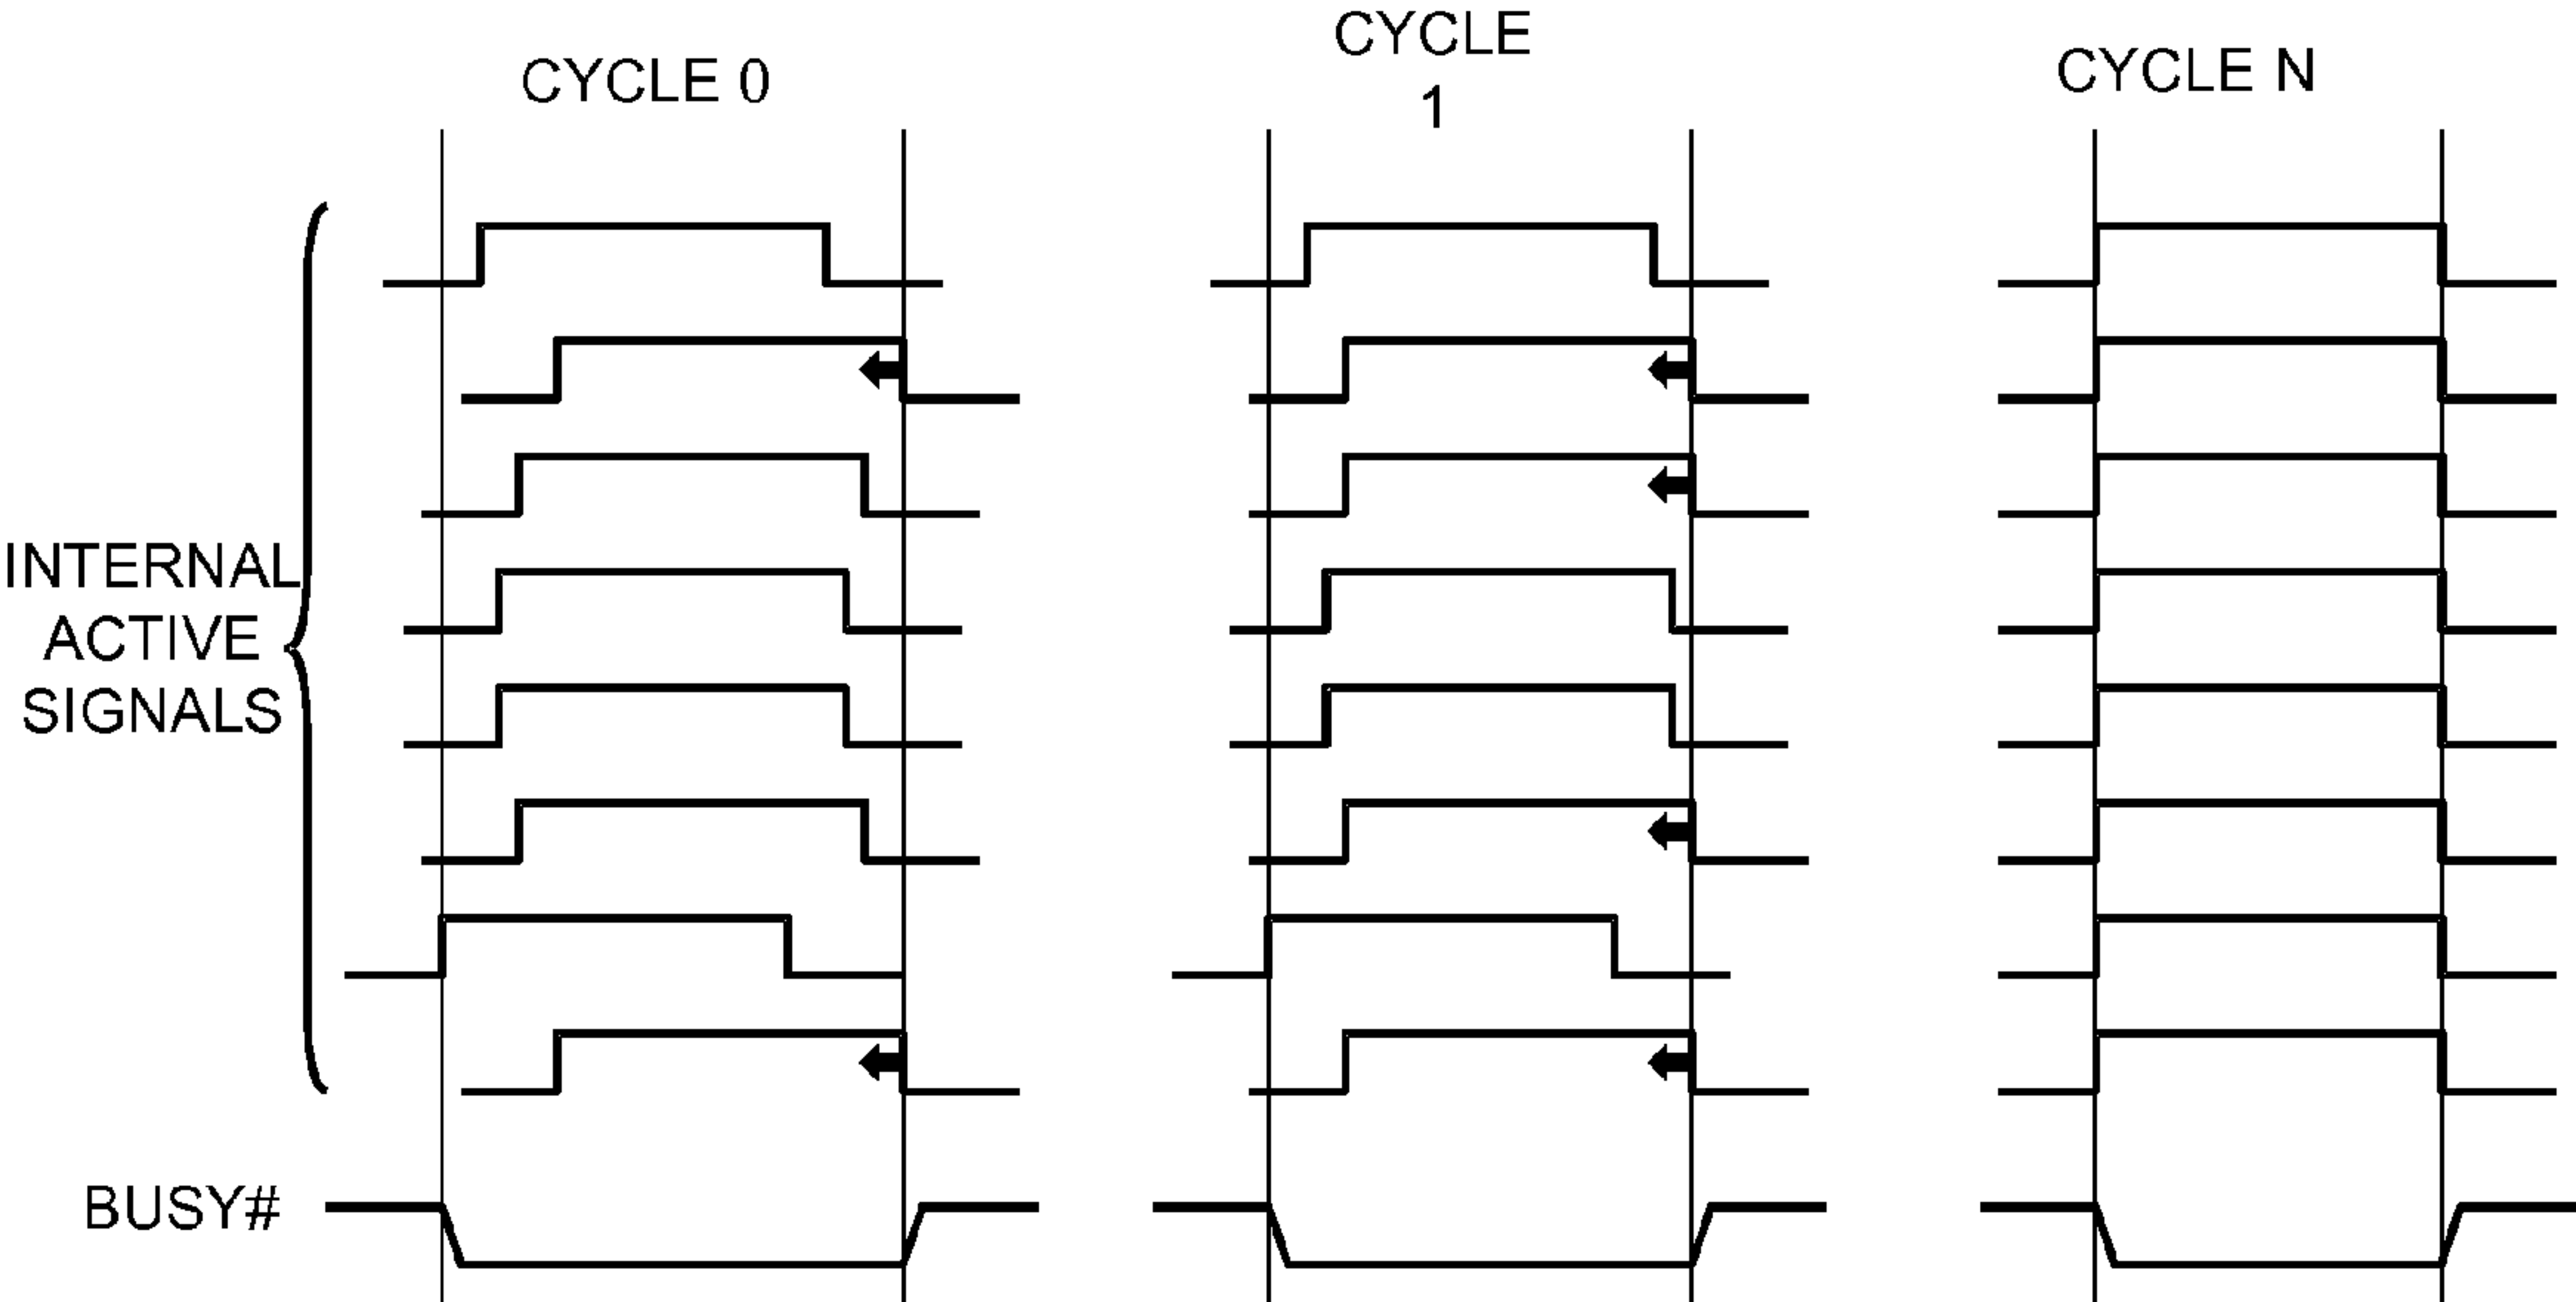 CYCLE 0
CYCLE
1
CYCLE N
INTERNAL
ACTIVE
SIGNALS
BUSY#